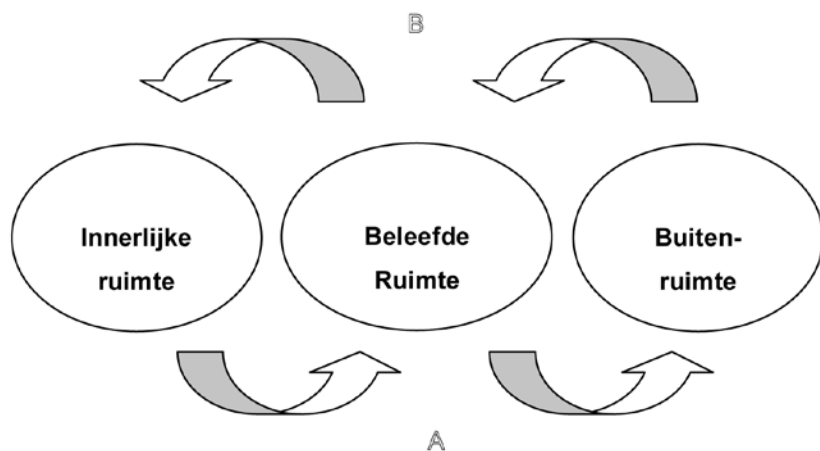 B
Innerlijke
ruimte
Beleefde
Ruimte
Buiten-
ruimte
A